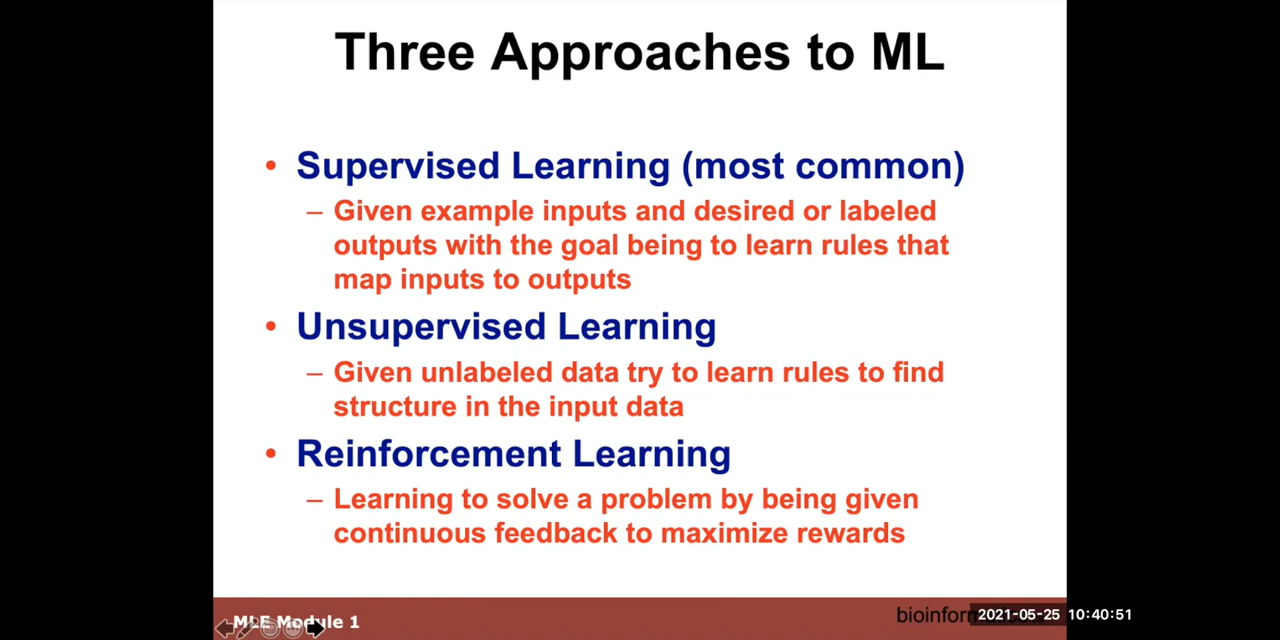 Three Approaches to ML
• Supervised Learning (most common)
– Given example inputs and desired or labeled
outputs with the goal being to learn rules that
map inputs to outputs
• Unsupervised Learning
– Given unlabeled data try to learn rules to find
structure in the input data
• Reinforcement Learning
– Learning to solve a problem by being given
continuous feedback to maximize rewards
MLE Module 1
2021-05-25 10:40:51